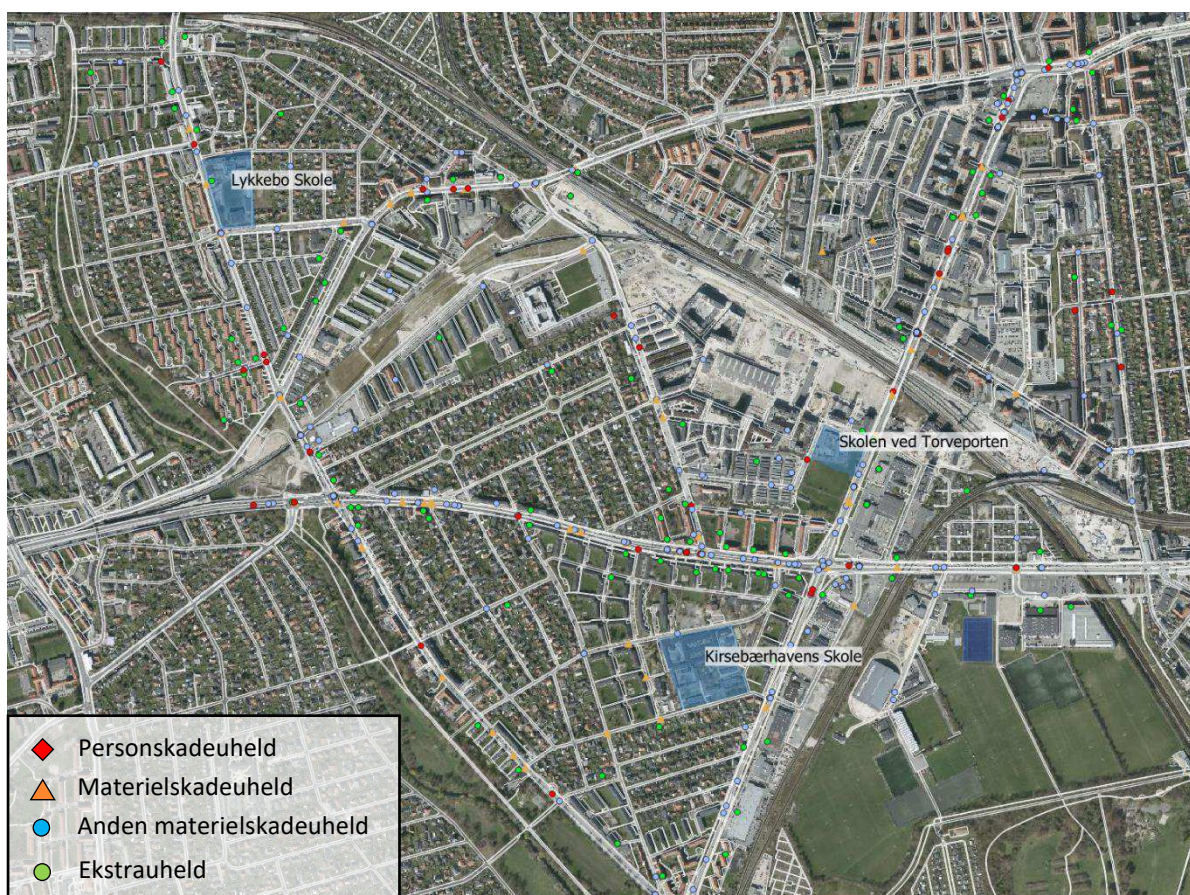 Lykkebo Skole
Skolen ved Torveporten
Kirsebærhavens Skole
Personskadeuheld
Materielskadeuheld
Anden materielskadeuheld
Ekstrauheld